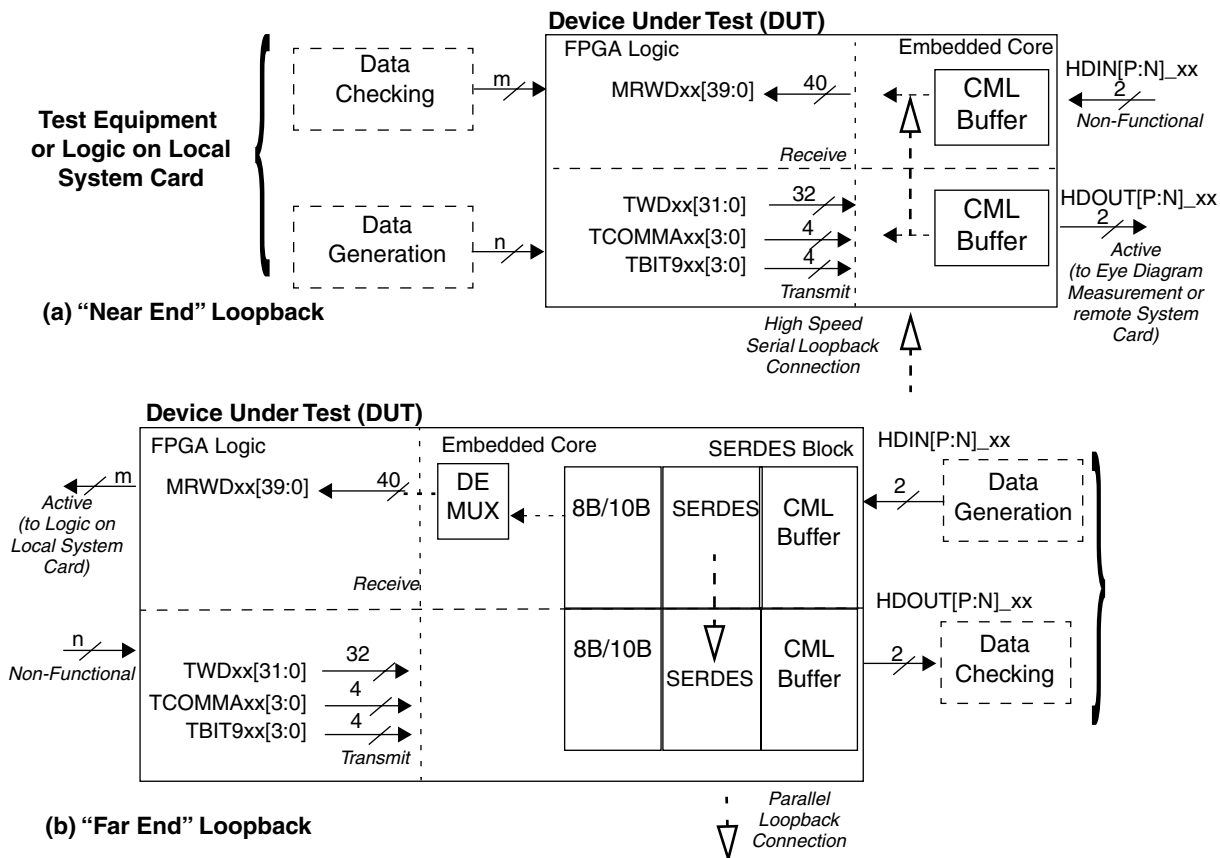 Device Under Test (DUT)
FPGA Logic
Embedded Core
Data
Checking
m
MRWDxx[39:0]
40
CML
Buffer
HDIN[P:N]_xx
2
Non-Functional
Test Equipment
or Logic on Local
System Card
Receive
Data
Generation
n
TWDxx[31:0]
32
TCOMMAxx[3:0]
4
TBIT9xx[3:0]
4
Transmit
CML
Buffer
HDOUT[P:N]_xx
2
Active
(to Eye Diagram
Measurement or
remote System
Card)
(a) “Near End” Loopback
High Speed
Serial Loopback
Connection
Device Under Test (DUT)
FPGA Logic
Embedded Core
SERDES Block
m
Active
(to Logic on
Local System
Card)
MRWDxx[39:0]
40
DE
MUX
8B/10B
SERDES
CML
Buffer
HDIN[P:N]_xx
2
Data
Generation
Receive
n
Non-Functional
TWDxx[31:0]
32
TCOMMAxx[3:0]
4
TBIT9xx[3:0]
4
Transmit
8B/10B
SERDES
CML
Buffer
HDOUT[P:N]_xx
2
Data
Checking
(b) “Far End” Loopback
Parallel
Loopback
Connection